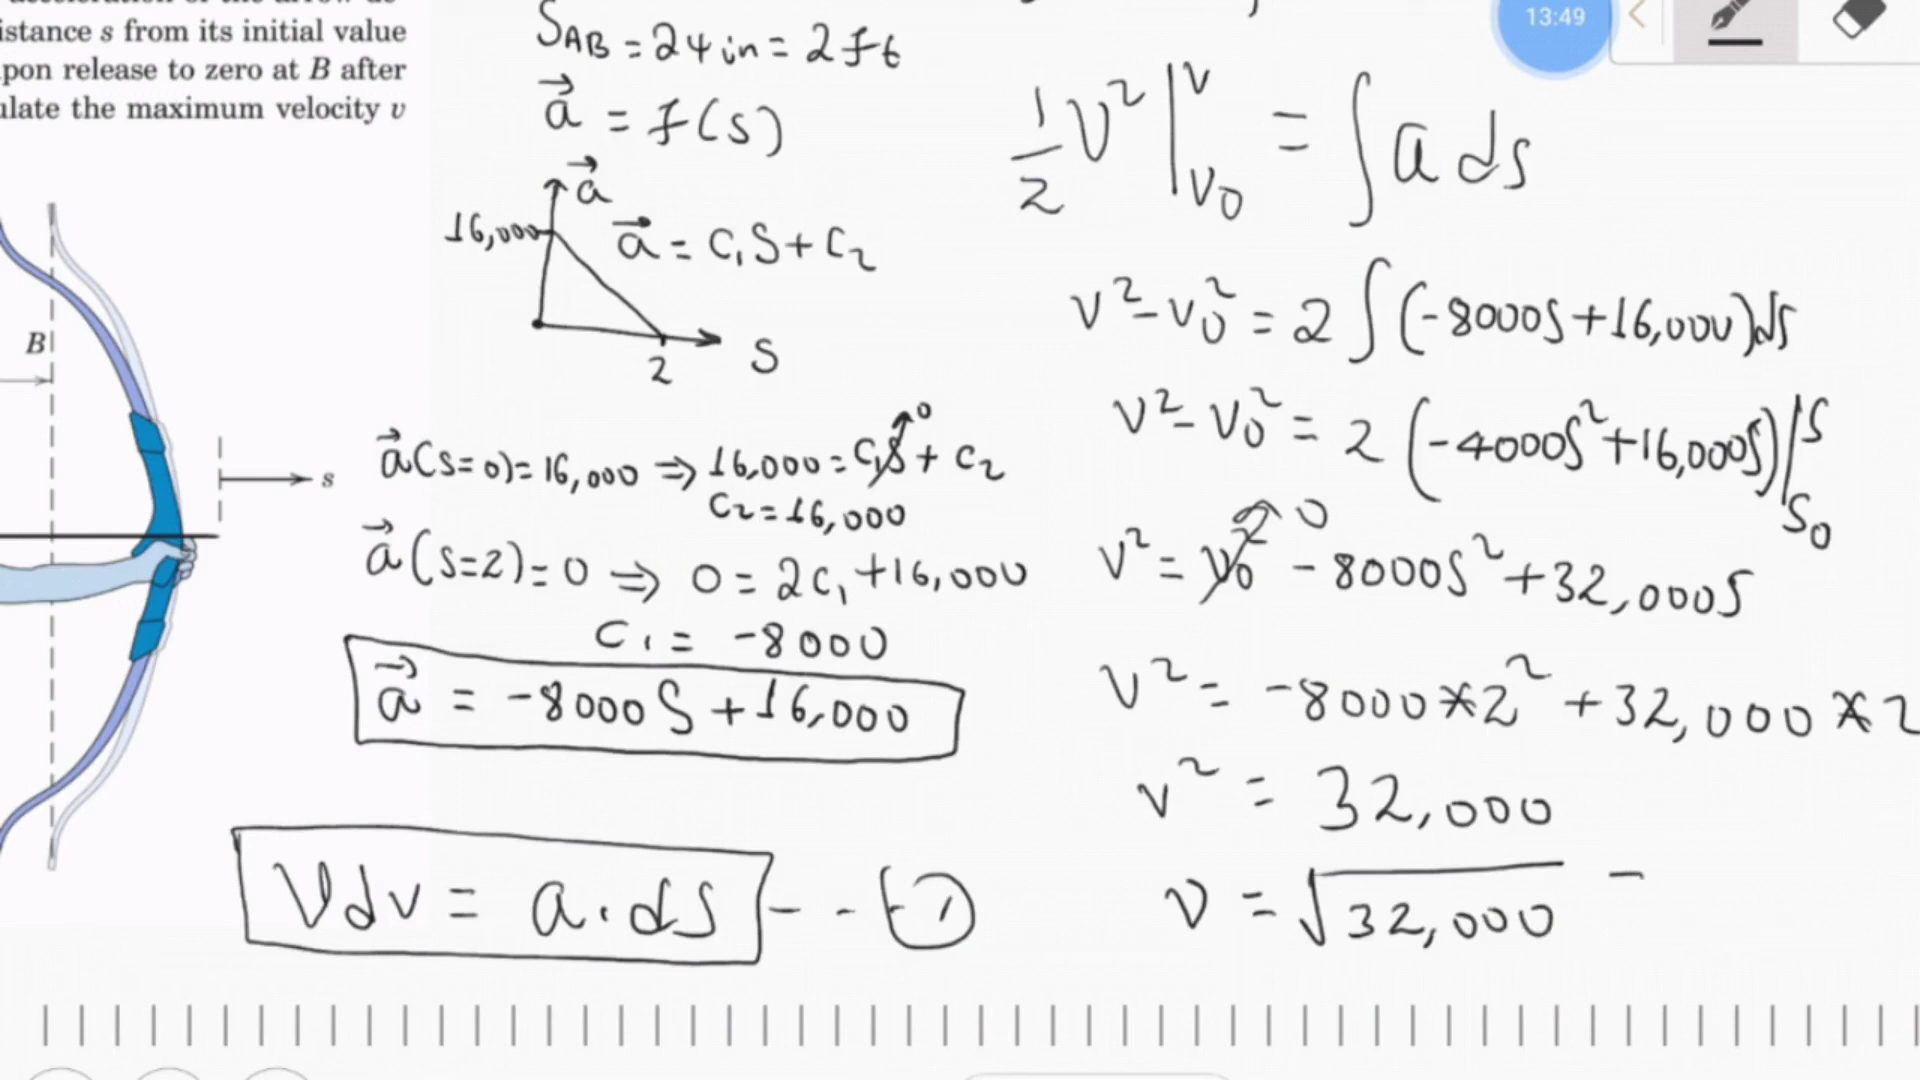 istance s from its initial value
pon release to zero at B after
ulate the maximum velocity v
B
s
S_AB = 24 in = 2 ft
a⃗ = f(s)
a⃗
16,000
a⃗ = C₁S + C₂
2
S
a⃗(s=0) = 16,000 ⇒ 16,000 = C₁S↗0 + C₂
C₂ = 16,000
a⃗(s=2) = 0 ⇒ 0 = 2C₁ + 16,000
C₁ = -8000
a⃗ = -8000S + 16,000
Vdv = a.ds -- 1
13:49
1/2 V² |ᵛ_V₀ = ∫ a ds
V² - V₀² = 2 ∫ (-8000S + 16,000) ds
V² - V₀² = 2 (-4000S² + 16,000S) |ˢ_S₀
V² = V₀²↗0 - 8000S² + 32,000S
V² = -8000*2² + 32,000*2
V² = 32,000
V = √32,000 -